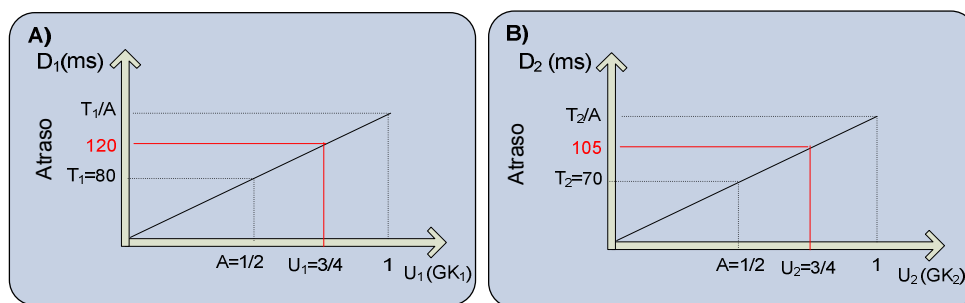 A)
D₁(ms)
Atraso
T₁/A
120
T₁=80
A=1/2 U₁=3/4 1 U₁(GK₁)
B)
D₂ (ms)
Atraso
T₂/A
105
T₂=70
A=1/2 U₂=3/4 1 U₂(GK₂)